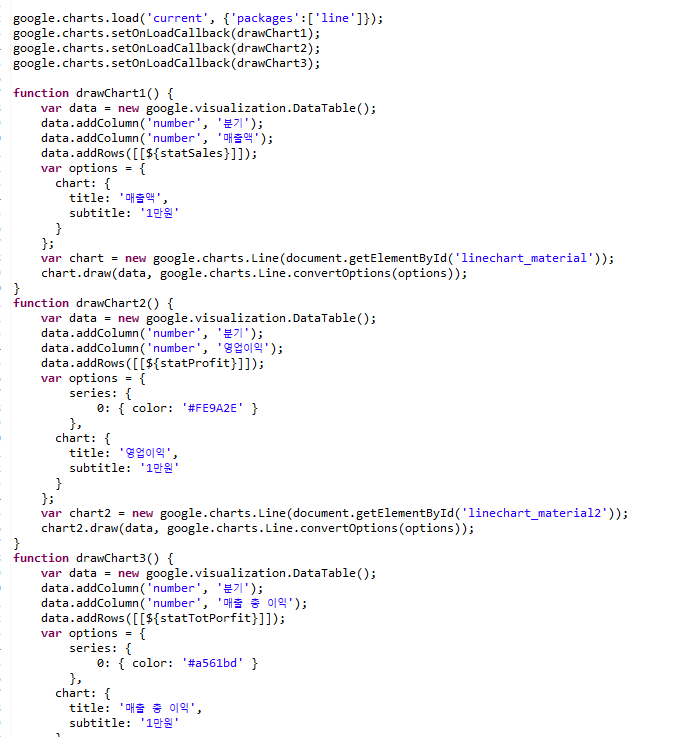 google.charts.load('current', {'packages':['line']});
google.charts.setOnLoadCallback(drawChart1);
google.charts.setOnLoadCallback(drawChart2);
google.charts.setOnLoadCallback(drawChart3);
function drawChart1() {
var data = new google.visualization.DataTable();
data.addColumn('number', '분기');
data.addColumn('number', '매출액');
data.addRows([[${statSales}]]);
var options = {
chart: {
title: '매출액',
subtitle: '1만원'
}
};
var chart = new google.charts.Line(document.getElementById('linechart_material'));
chart.draw(data, google.charts.Line.convertOptions(options));
}
function drawChart2() {
var data = new google.visualization.DataTable();
data.addColumn('number', '분기');
data.addColumn('number', '영업이익');
data.addRows([[${statProfit}]]);
var options = {
series: {
0: { color: '#FE9A2E' }
},
chart: {
title: '영업이익',
subtitle: '1만원'
}
};
var chart2 = new google.charts.Line(document.getElementById('linechart_material2'));
chart2.draw(data, google.charts.Line.convertOptions(options));
}
function drawChart3() {
var data = new google.visualization.DataTable();
data.addColumn('number', '분기');
data.addColumn('number', '매출 총 이익');
data.addRows([[${statTotPorfit}]]);
var options = {
series: {
0: { color: '#a561bd' }
},
chart: {
title: '매출 총 이익',
subtitle: '1만원'
}